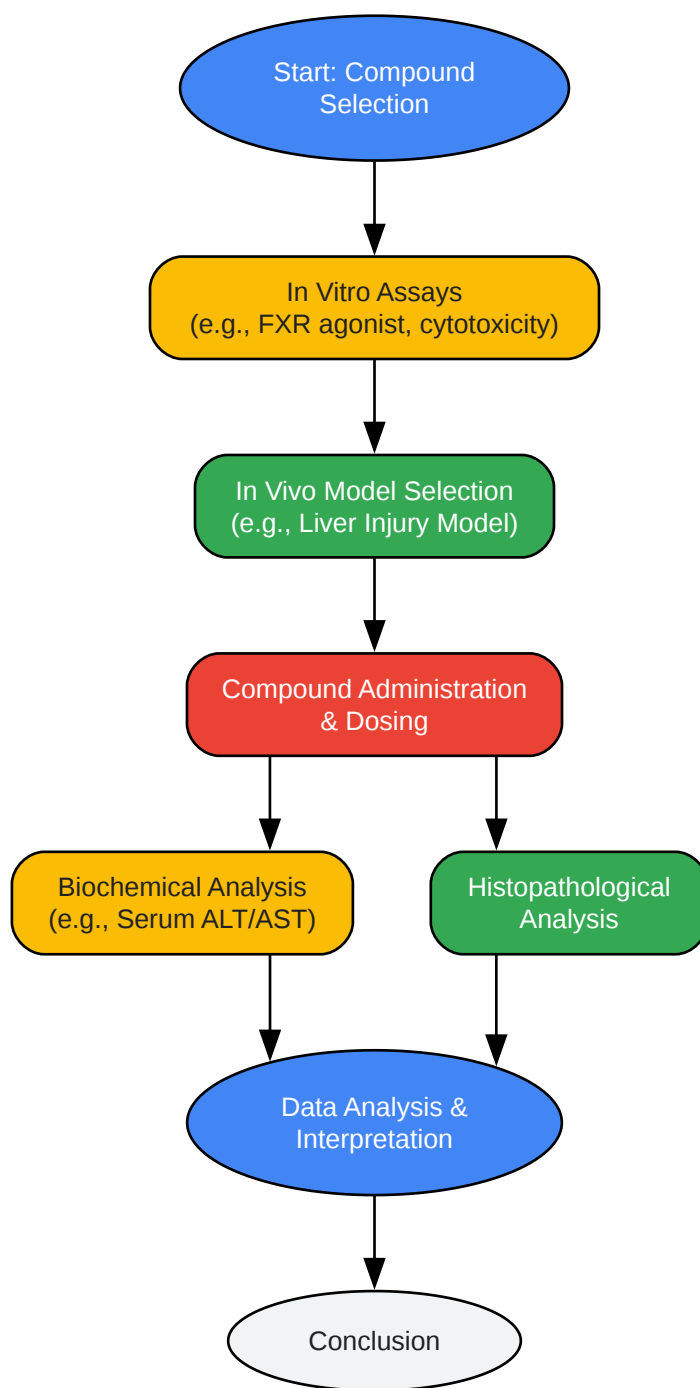 Start: Compound
Selection
In Vitro Assays
(e.g., FXR agonist, cytotoxicity)
In Vivo Model Selection
(e.g., Liver Injury Model)
Compound Administration
& Dosing
Biochemical Analysis
(e.g., Serum ALT/AST)
Histopathological
Analysis
Data Analysis &
Interpretation
Conclusion